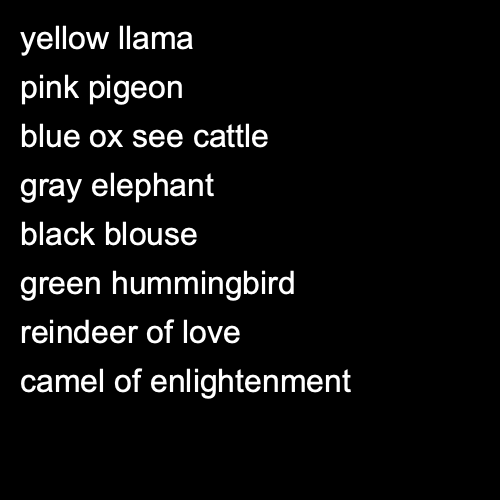 yellow llama
pink pigeon
blue ox see cattle
gray elephant
black blouse
green hummingbird
reindeer of love
camel of enlightenment